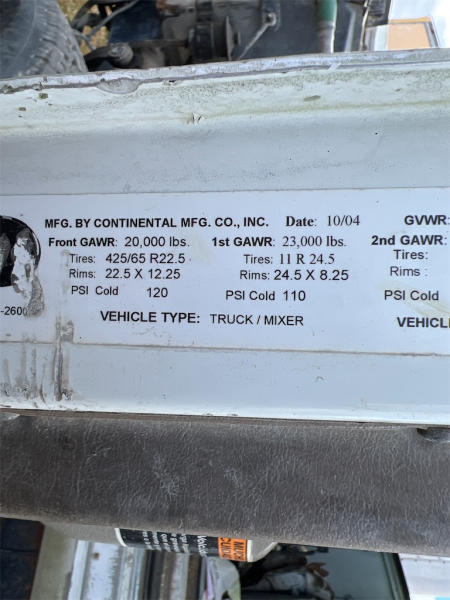 MFG. BY CONTINENTAL MFG. CO., INC. Date: 10/04 GVWR:
Front GAWR: 20,000 lbs. 1st GAWR: 23,000 lbs. 2nd GAWR:
Tires: 425/65 R22.5 Tires: 11 R 24.5 Tires:
Rims: 22.5 X 12.25 Rims: 24.5 X 8.25 Rims :
PSI Cold 120 PSI Cold 110 PSI Cold
-2600
VEHICLE TYPE: TRUCK / MIXER VEHICL